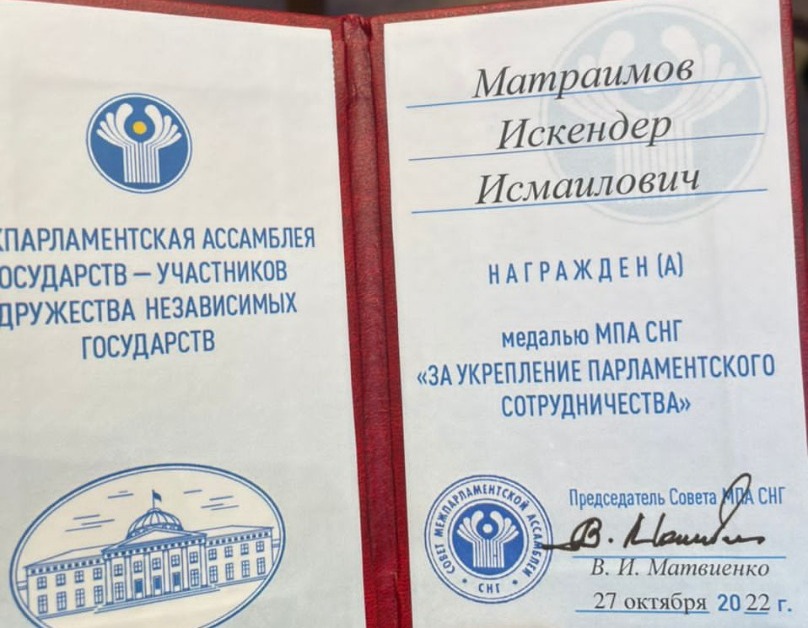 ЖПАРЛАМЕНТСКАЯ АССАМБЛЕЯ
ОСУДАРСТВ – УЧАСТНИКОВ
ДРУЖЕСТВА НЕЗАВИСИМЫХ
ГОСУДАРСТВ
Матраимов
Искендер
Исмаилович
НАГРАЖДЕН (А)
медалью МПА СНГ
«ЗА УКРЕПЛЕНИЕ ПАРЛАМЕНТСКОГО
СОТРУДНИЧЕСТВА»
СОВЕТ МЕЖПАРЛАМЕНТСКОЙ АССАМБЛЕИ
СНГ
Председатель Совета МПА СНГ
В. И. Матвиенко
27 октября 2022 г.